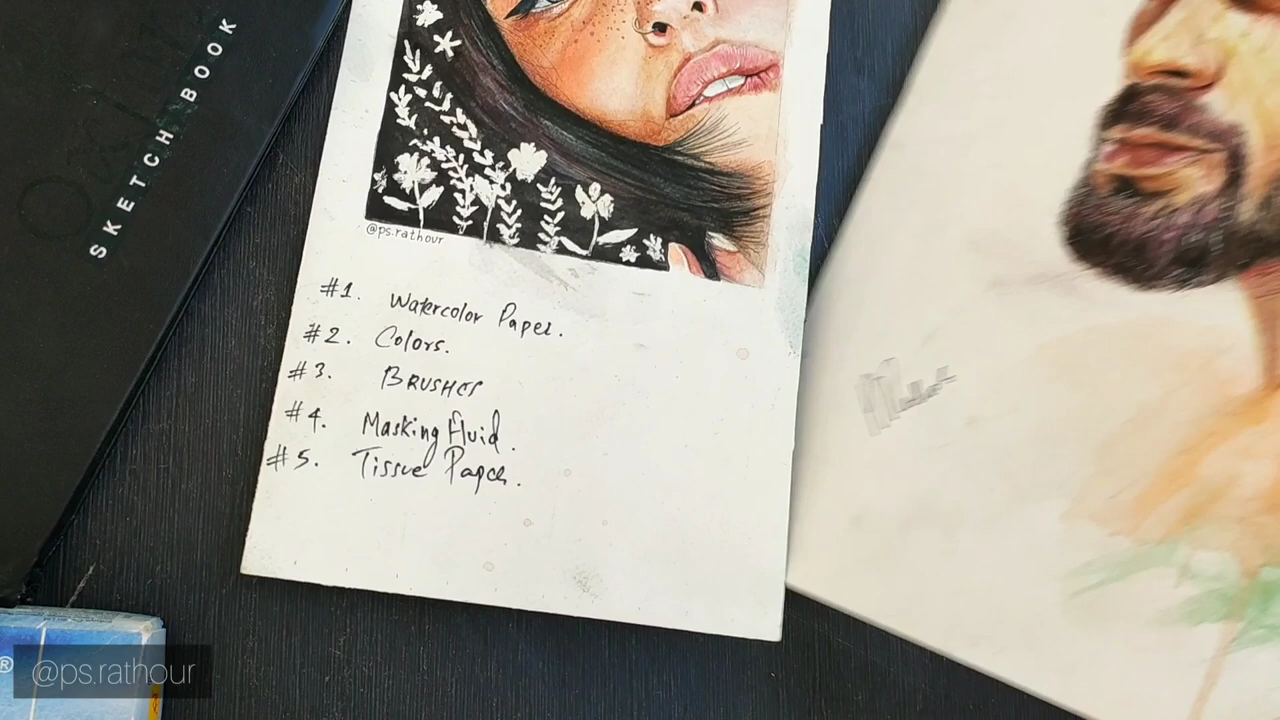 SKETCH BOOK
@ps.rathour
#1. Watercolor Paper.
#2. Colors.
#3. BRUSHES
#4. Masking Fluid.
#5. Tissue Paper.
®
@ps.rathour